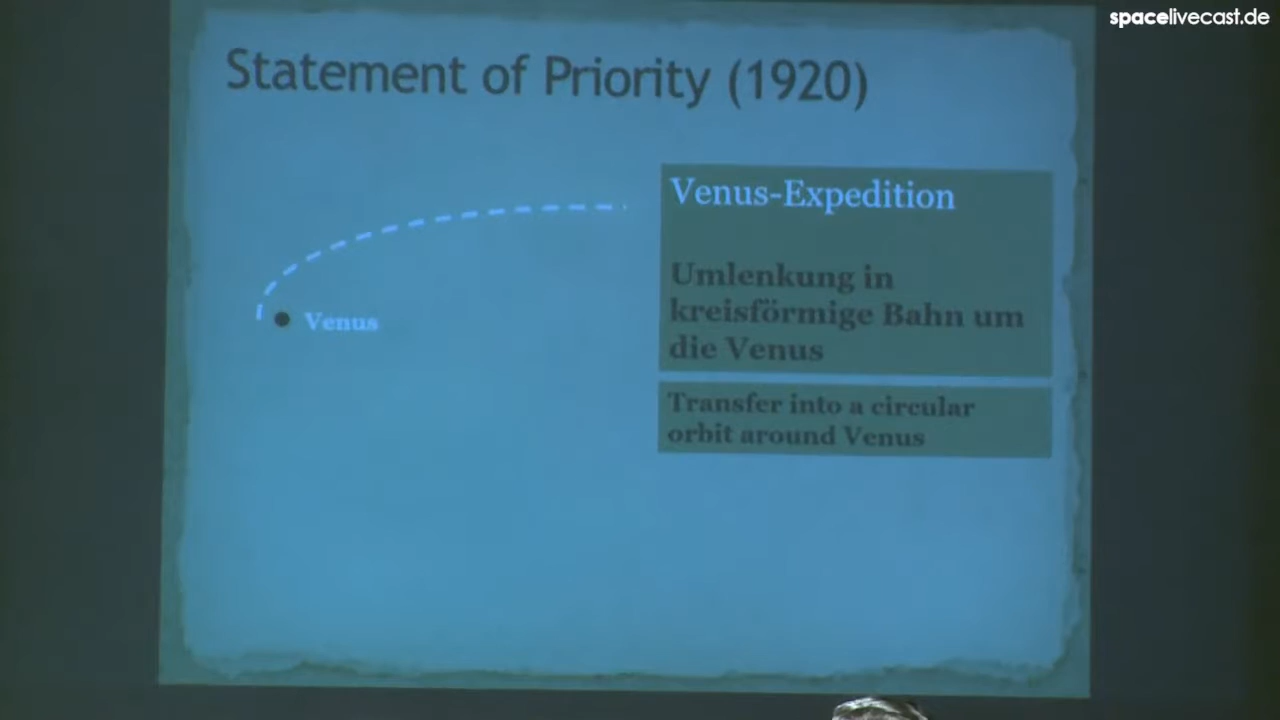 spacelivecast.de
Statement of Priority (1920)
Venus-Expedition
Umlenkung in
kreisförmige Bahn um
die Venus
Venus
Transfer into a circular
orbit around Venus